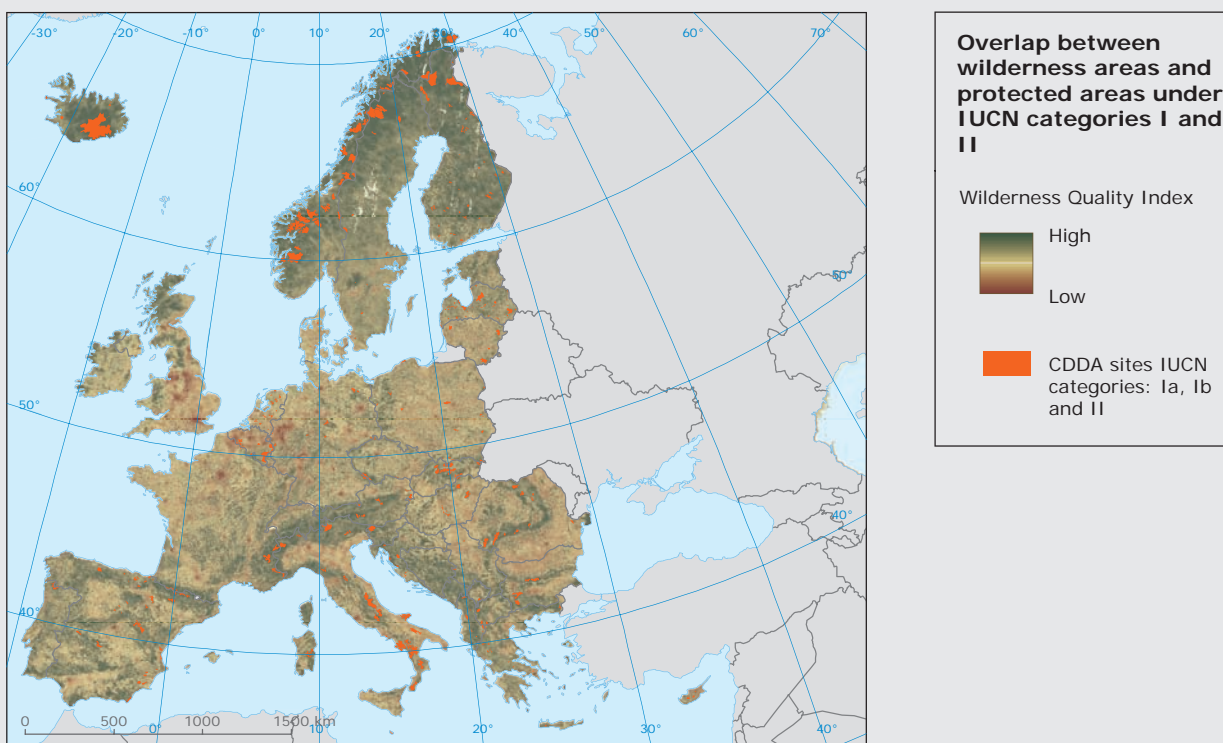 -30° -20° -10° 0° 10° 20° 30° 40° 50° 60° 70°
60°
50°
50°
40°
40°
0 500 1000 1500 km
0° 10° 20° 30° 40°
Overlap between
wilderness areas and
protected areas under
IUCN categories I and
II
Wilderness Quality Index
High
Low
CDDA sites IUCN
categories: Ia, Ib
and II